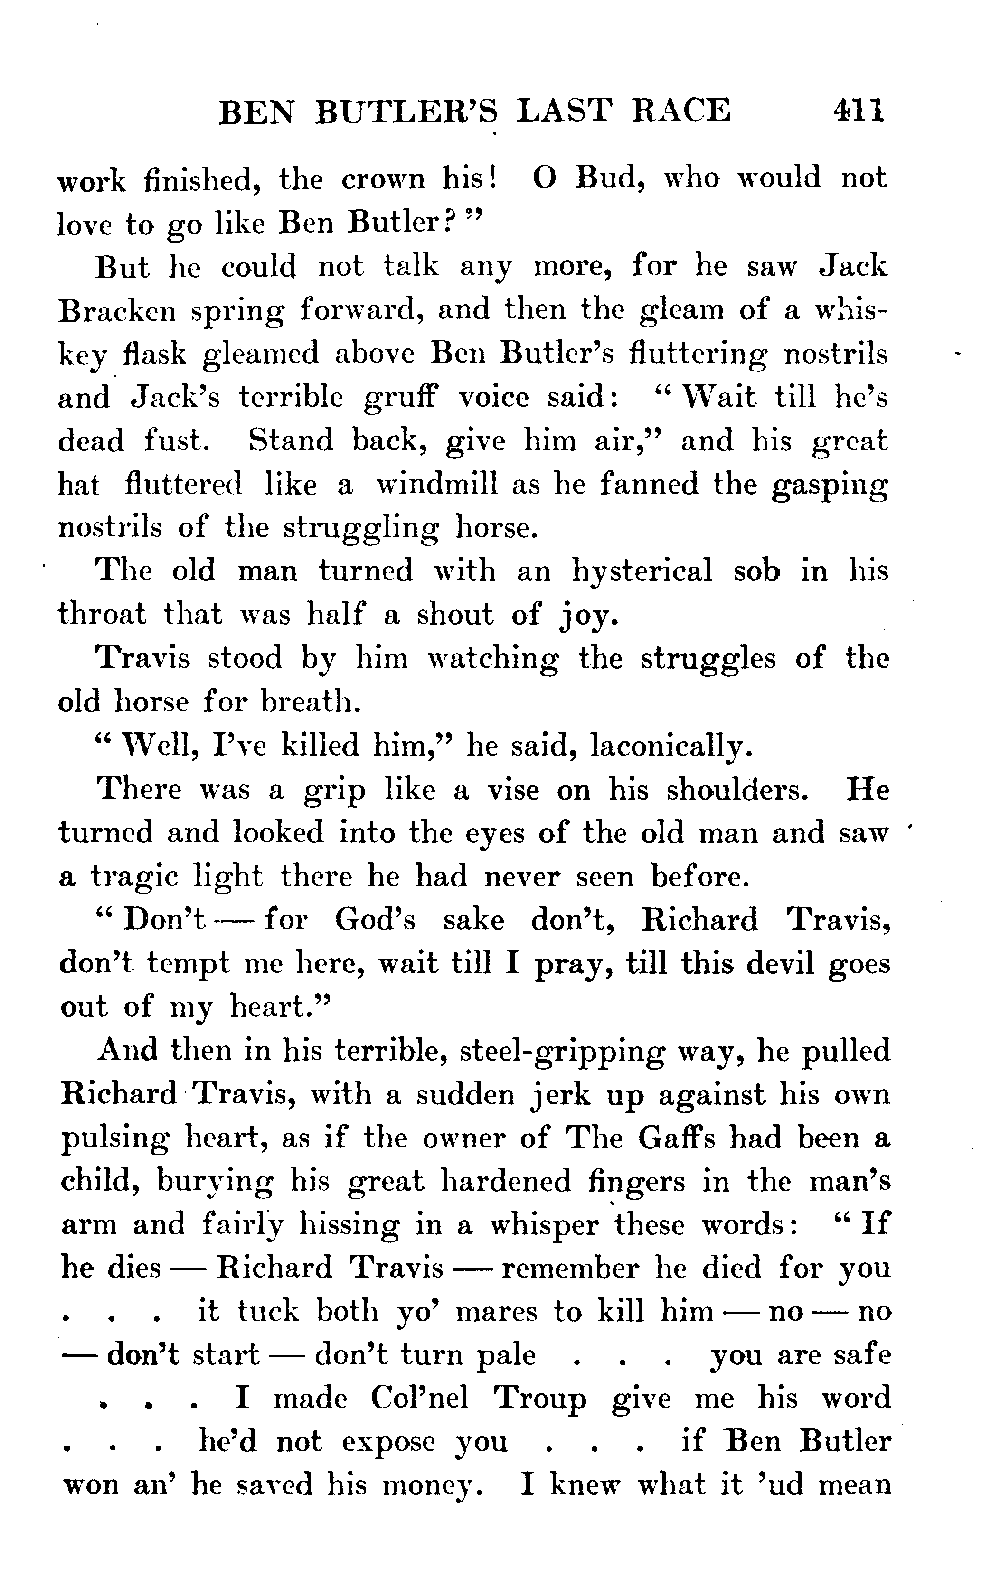 BEN BUTLER'S LAST RACE 411
work finished, the crown his! O Bud, who would not
love to go like Ben Butler?"
But he could not talk any more, for he saw Jack
Bracken spring forward, and then the gleam of a whis-
key flask gleamed above Ben Butler's fluttering nostrils
and Jack's terrible gruff voice said: "Wait till he's
dead fust. Stand back, give him air," and his great
hat fluttered like a windmill as he fanned the gasping
nostrils of the struggling horse.
The old man turned with an hysterical sob in his
throat that was half a shout of joy.
Travis stood by him watching the struggles of the
old horse for breath.
"Well, I've killed him," he said, laconically.
There was a grip like a vise on his shoulders. He
turned and looked into the eyes of the old man and saw
a tragic light there he had never seen before.
"Don't — for God's sake don't, Richard Travis,
don't tempt me here, wait till I pray, till this devil goes
out of my heart."
And then in his terrible, steel-gripping way, he pulled
Richard Travis, with a sudden jerk up against his own
pulsing heart, as if the owner of The Gaffs had been a
child, burying his great hardened fingers in the man's
arm and fairly hissing in a whisper these words: "If
he dies — Richard Travis — remember he died for you
. . . it tuck both yo' mares to kill him — no — no
— don't start — don't turn pale . . . you are safe
. . . I made Col'nel Troup give me his word
. . . he'd not expose you . . . if Ben Butler
won an' he saved his money. I knew what it 'ud mean